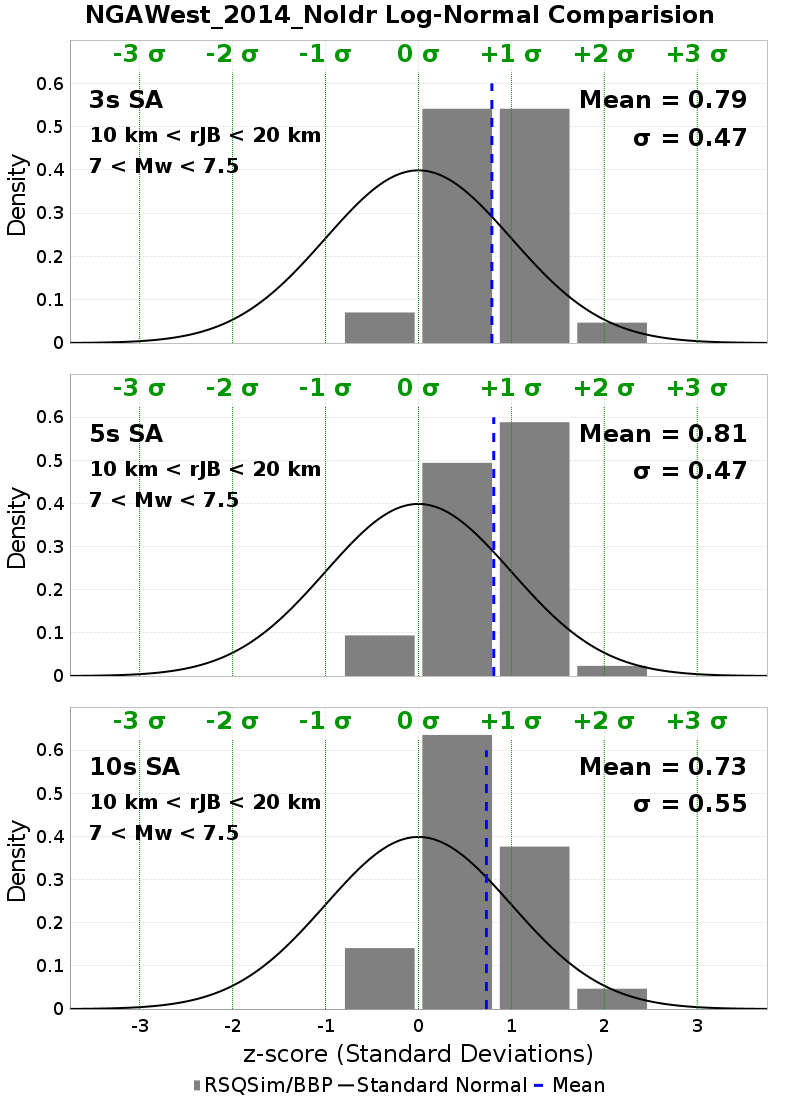 NGAWest_2014_NoIdr Log-Normal Comparision
-3 σ -2 σ -1 σ 0 σ +1 σ +2 σ +3 σ
3s SA
10 km < rJB < 20 km
7 < Mw < 7.5
Mean = 0.79
σ = 0.47
Density
0.6
0.5
0.4
0.3
0.2
0.1
0
-3 σ -2 σ -1 σ 0 σ +1 σ +2 σ +3 σ
5s SA
10 km < rJB < 20 km
7 < Mw < 7.5
Mean = 0.81
σ = 0.47
Density
0.6
0.5
0.4
0.3
0.2
0.1
0
-3 σ -2 σ -1 σ 0 σ +1 σ +2 σ +3 σ
10s SA
10 km < rJB < 20 km
7 < Mw < 7.5
Mean = 0.73
σ = 0.55
Density
0.6
0.5
0.4
0.3
0.2
0.1
0
-3 -2 -1 0 1 2 3
z-score (Standard Deviations)
RSQSim/BBP Standard Normal Mean